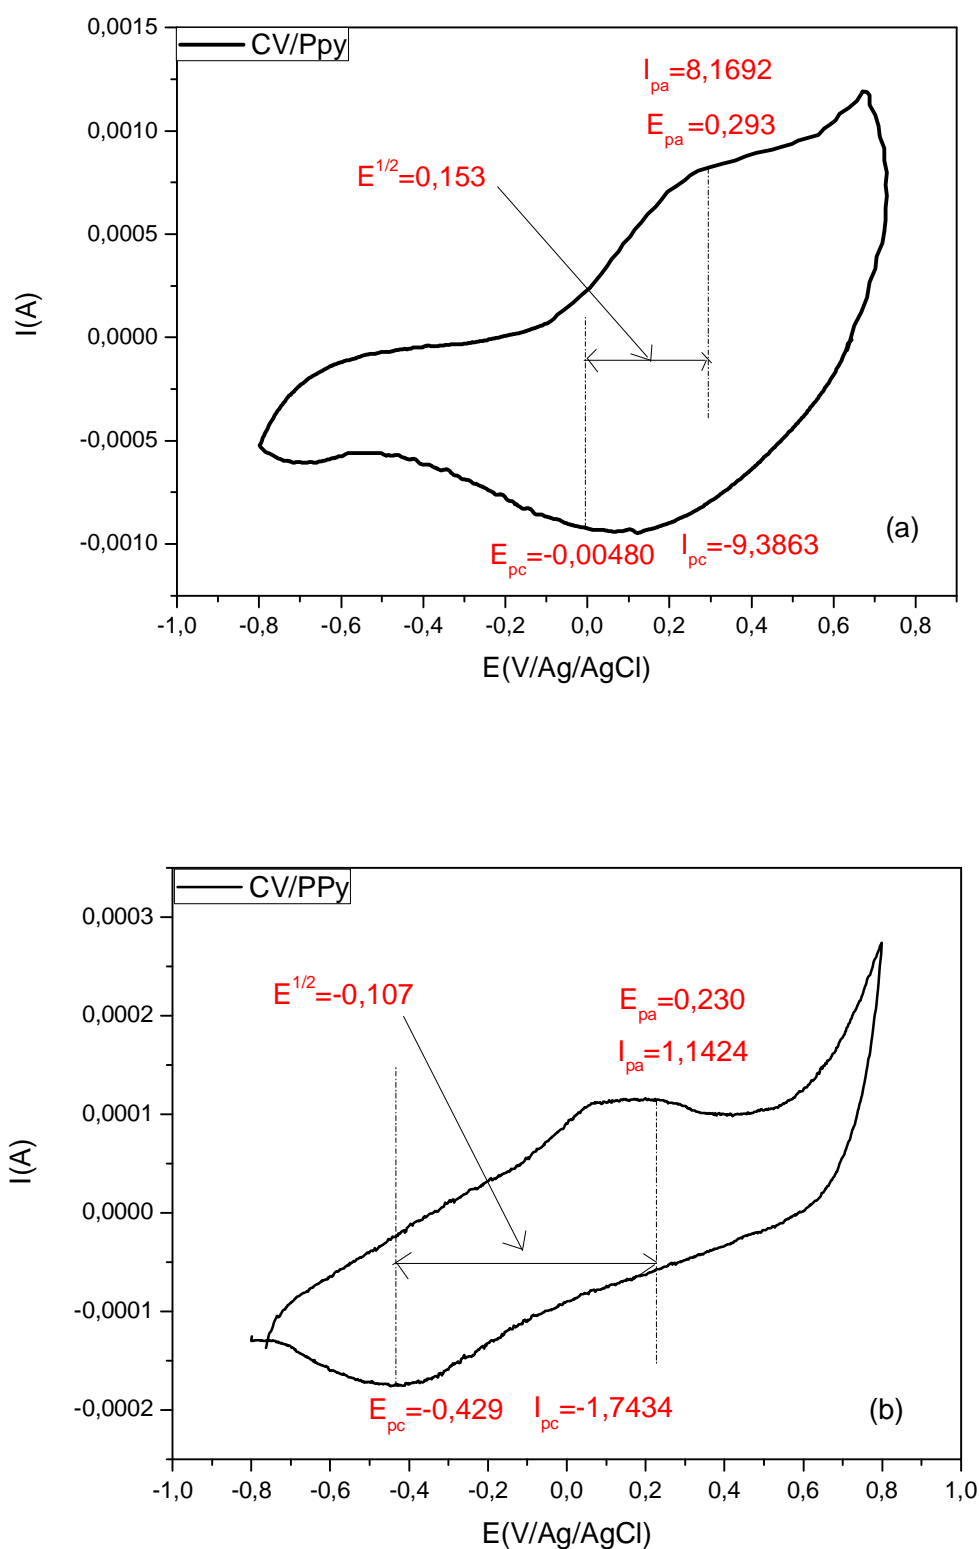 CV/Ppy
I_pa=8,1692
E_pa=0,293
E^1/2=0,153
0,0015
0,0010
0,0005
0,0000
-0,0005
-0,0010
I(A)
(a)
E_pc=-0,00480 I_pc=-9,3863
-1,0 -0,8 -0,6 -0,4 -0,2 0,0 0,2 0,4 0,6 0,8
E(V/Ag/AgCl)
CV/PPy
E^1/2=-0,107
E_pa=0,230
I_pa=1,1424
0,0003
0,0002
0,0001
0,0000
-0,0001
-0,0002
I(A)
E_pc=-0,429 I_pc=-1,7434
(b)
-1,0 -0,8 -0,6 -0,4 -0,2 0,0 0,2 0,4 0,6 0,8 1,0
E(V/Ag/AgCl)